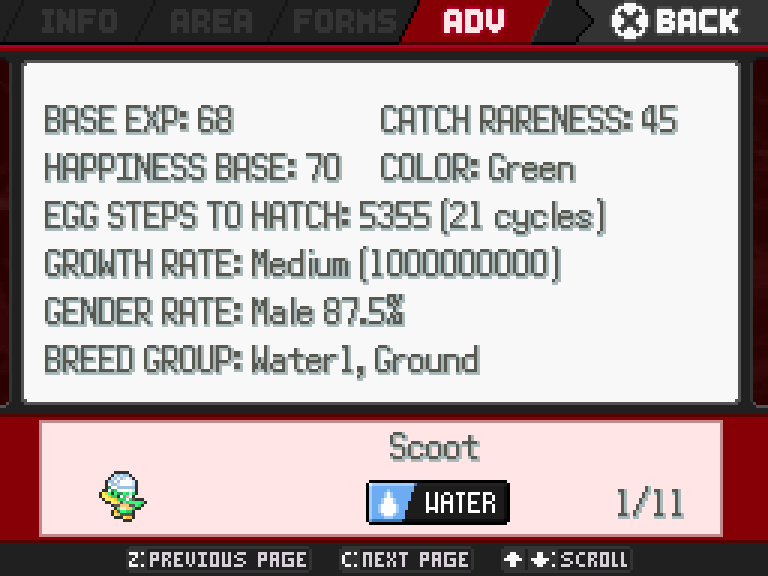 INFO AREA FORMS ADV BACK
BASE EXP: 68 CATCH RARENESS: 45
HAPPINESS BASE: 70 COLOR: Green
EGG STEPS TO HATCH: 5355 (21 cycles)
GROWTH RATE: Medium (1000000000)
GENDER RATE: Male 87.5%
BREED GROUP: Water1, Ground
Scoot
WATER 1/11
Z:PREVIOUS PAGE C:NEXT PAGE ↑ ↓:SCROLL